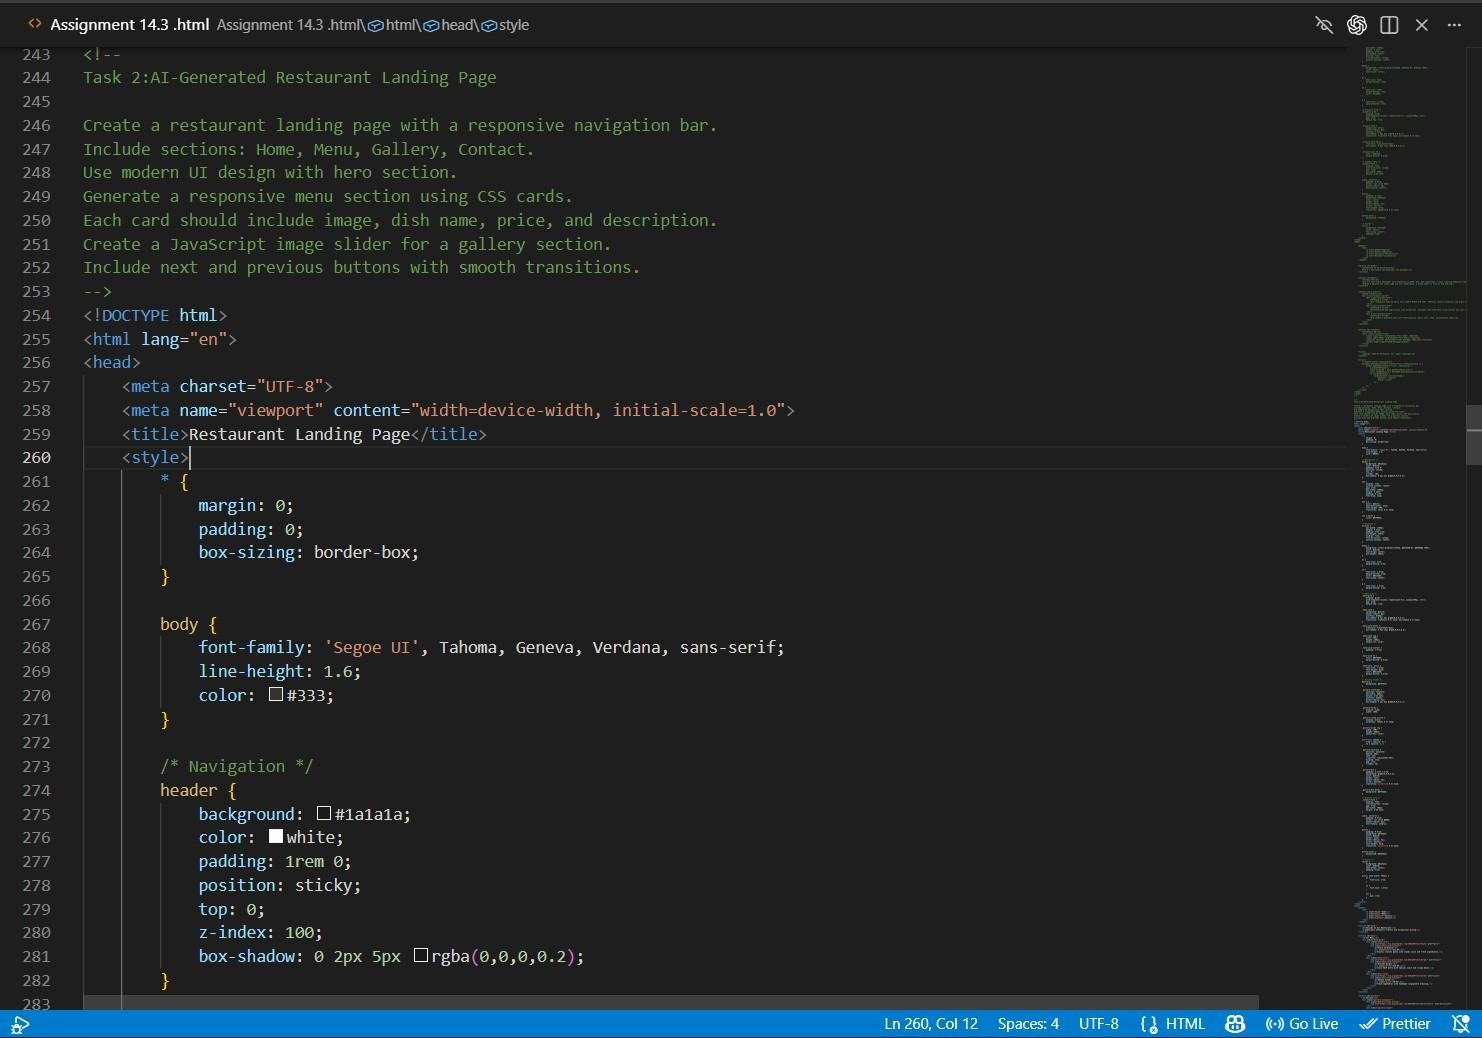 Assignment 14.3 .html Assignment 14.3 .html\html\head\style
243 <!--
244 Task 2:AI-Generated Restaurant Landing Page
245
246 Create a restaurant landing page with a responsive navigation bar.
247 Include sections: Home, Menu, Gallery, Contact.
248 Use modern UI design with hero section.
249 Generate a responsive menu section using CSS cards.
250 Each card should include image, dish name, price, and description.
251 Create a JavaScript image slider for a gallery section.
252 Include next and previous buttons with smooth transitions.
253 -->
254 <!DOCTYPE html>
255 <html lang="en">
256 <head>
257     <meta charset="UTF-8">
258     <meta name="viewport" content="width=device-width, initial-scale=1.0">
259     <title>Restaurant Landing Page</title>
260     <style>
261         * {
262             margin: 0;
263             padding: 0;
264             box-sizing: border-box;
265         }
266
267         body {
268             font-family: 'Segoe UI', Tahoma, Geneva, Verdana, sans-serif;
269             line-height: 1.6;
270             color: #333;
271         }
272
273         /* Navigation */
274         header {
275             background: #1a1a1a;
276             color: white;
277             padding: 1rem 0;
278             position: sticky;
279             top: 0;
280             z-index: 100;
281             box-shadow: 0 2px 5px rgba(0,0,0,0.2);
282         }
283
Ln 260, Col 12 Spaces: 4 UTF-8 {} HTML Go Live Prettier